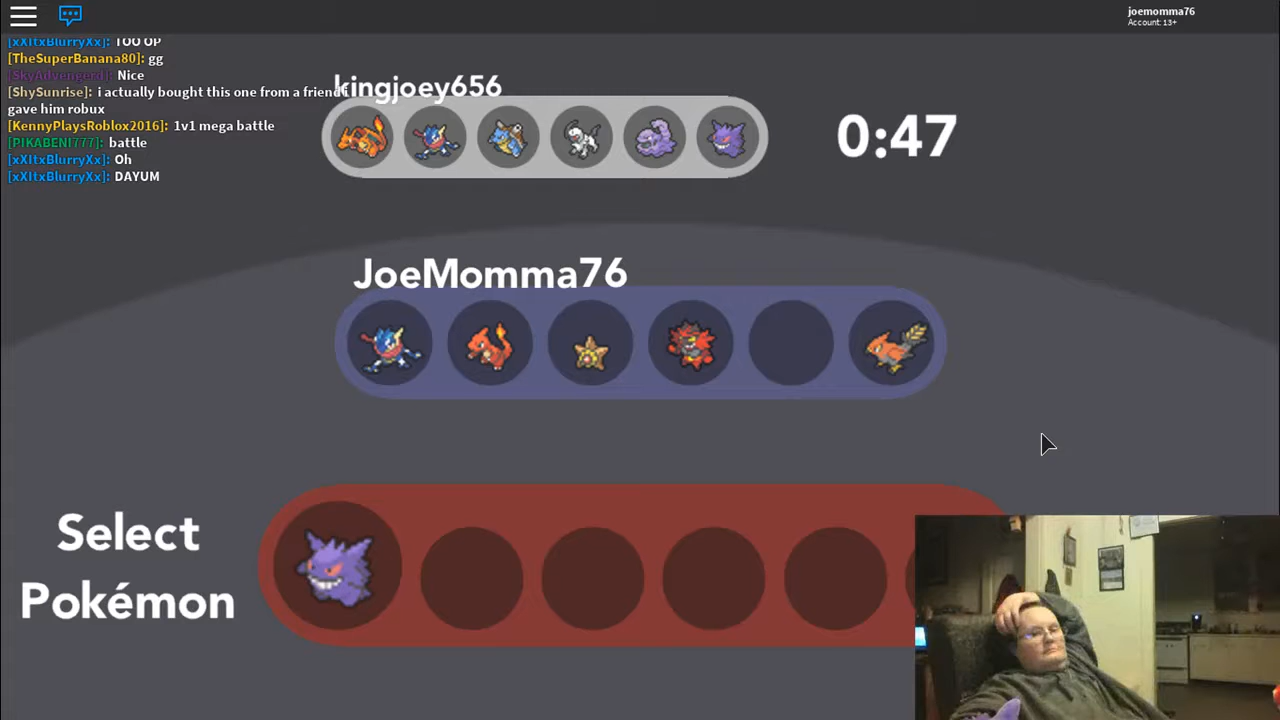 joemomma76
Account: 13+
[xXItxBlurryXx]: TOO OP
[TheSuperBanana80]: gg
[SkyAdvengerd]: Nice
[ShySunrise]: i actually bought this one from a friend i
gave him robux
[KennyPlaysRoblox2016]: 1v1 mega battle
[PIKABENI777]: battle
[xXItxBlurryXx]: Oh
[xXItxBlurryXx]: DAYUM
kingjoey656
0:47
JoeMomma76
Select
Pokémon